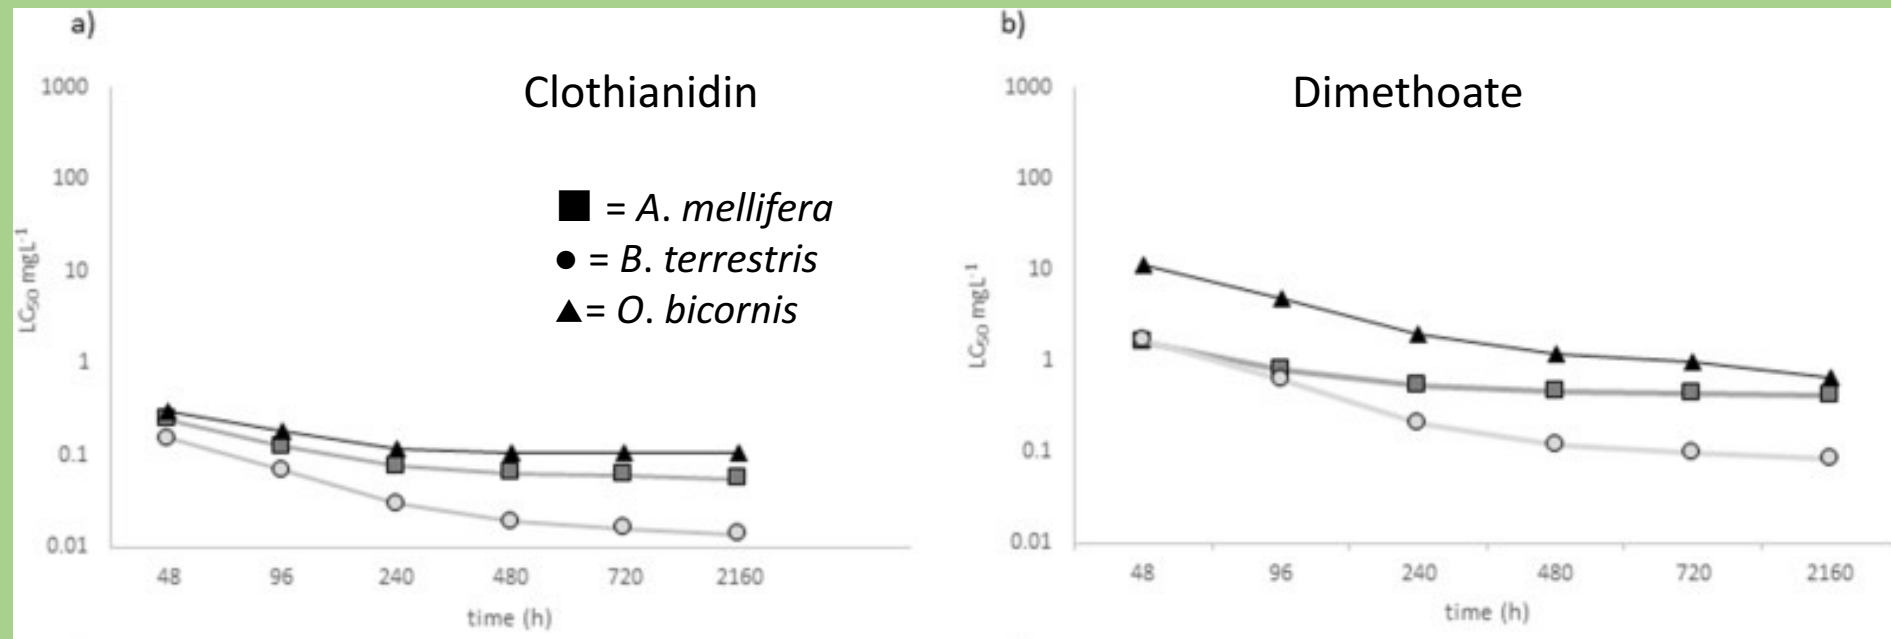 a)
Clothianidin
1000
100
10
1
0.1
0.01
LC50 mgL-1
■ = A. mellifera
● = B. terrestris
▲= O. bicornis
48 96 240 480 720 2160
time (h)
b)
Dimethoate
1000
100
10
1
0.1
0.01
LC50 mgL-1
48 96 240 480 720 2160
time (h)